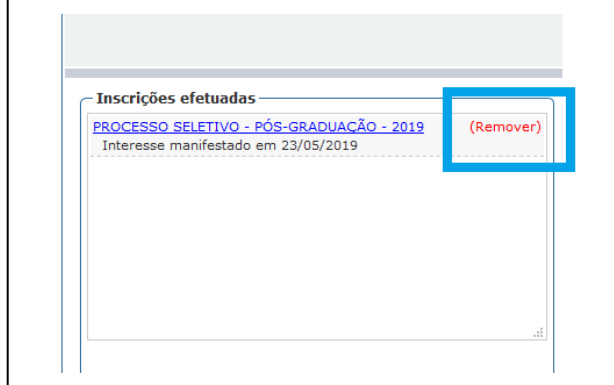 Inscrições efetuadas
PROCESSO SELETIVO - PÓS-GRADUAÇÃO - 2019 (Remover)
Interesse manifestado em 23/05/2019